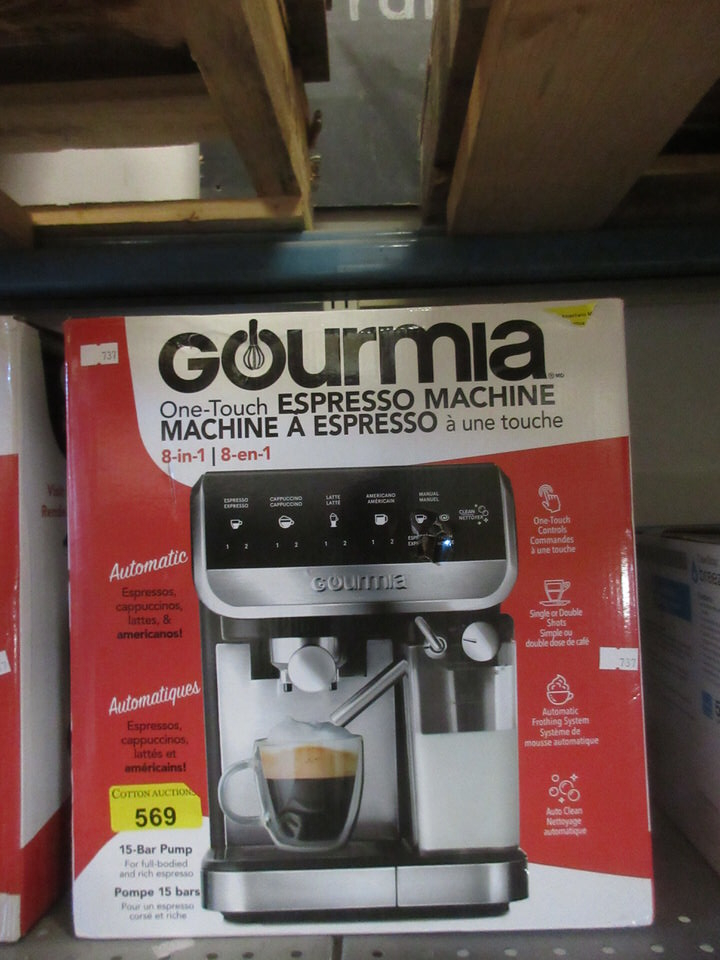 737
GOURMIA
®MD
One-Touch ESPRESSO MACHINE
MACHINE À ESPRESSO à une touche
8-in-1 | 8-en-1
ESPRESSO
EXPRESSO
CAPPUCCINO
CAPPUCCINO
LATTE
LATTÉ
AMERICANO
AMÉRICAIN
MANUAL
MANUEL
CLEAN
NETTOYER
1 2
1 2
1 2
1 2
gourmia
Automatic
Espressos,
cappuccinos,
lattes, &
americanos!
Automatiques
Espressos,
cappuccinos,
lattés et
américains!
COTTON AUCTIONS
569
15-Bar Pump
For full-bodied
and rich espresso
Pompe 15 bars
Pour un espresso
corsé et riche
One-Touch
Controls
Commandes
à une touche
Single or Double
Shots
Simple ou
double dose de café
737
Automatic
Frothing System
Système de
mousse automatique
Auto Clean
Nettoyage
automatique